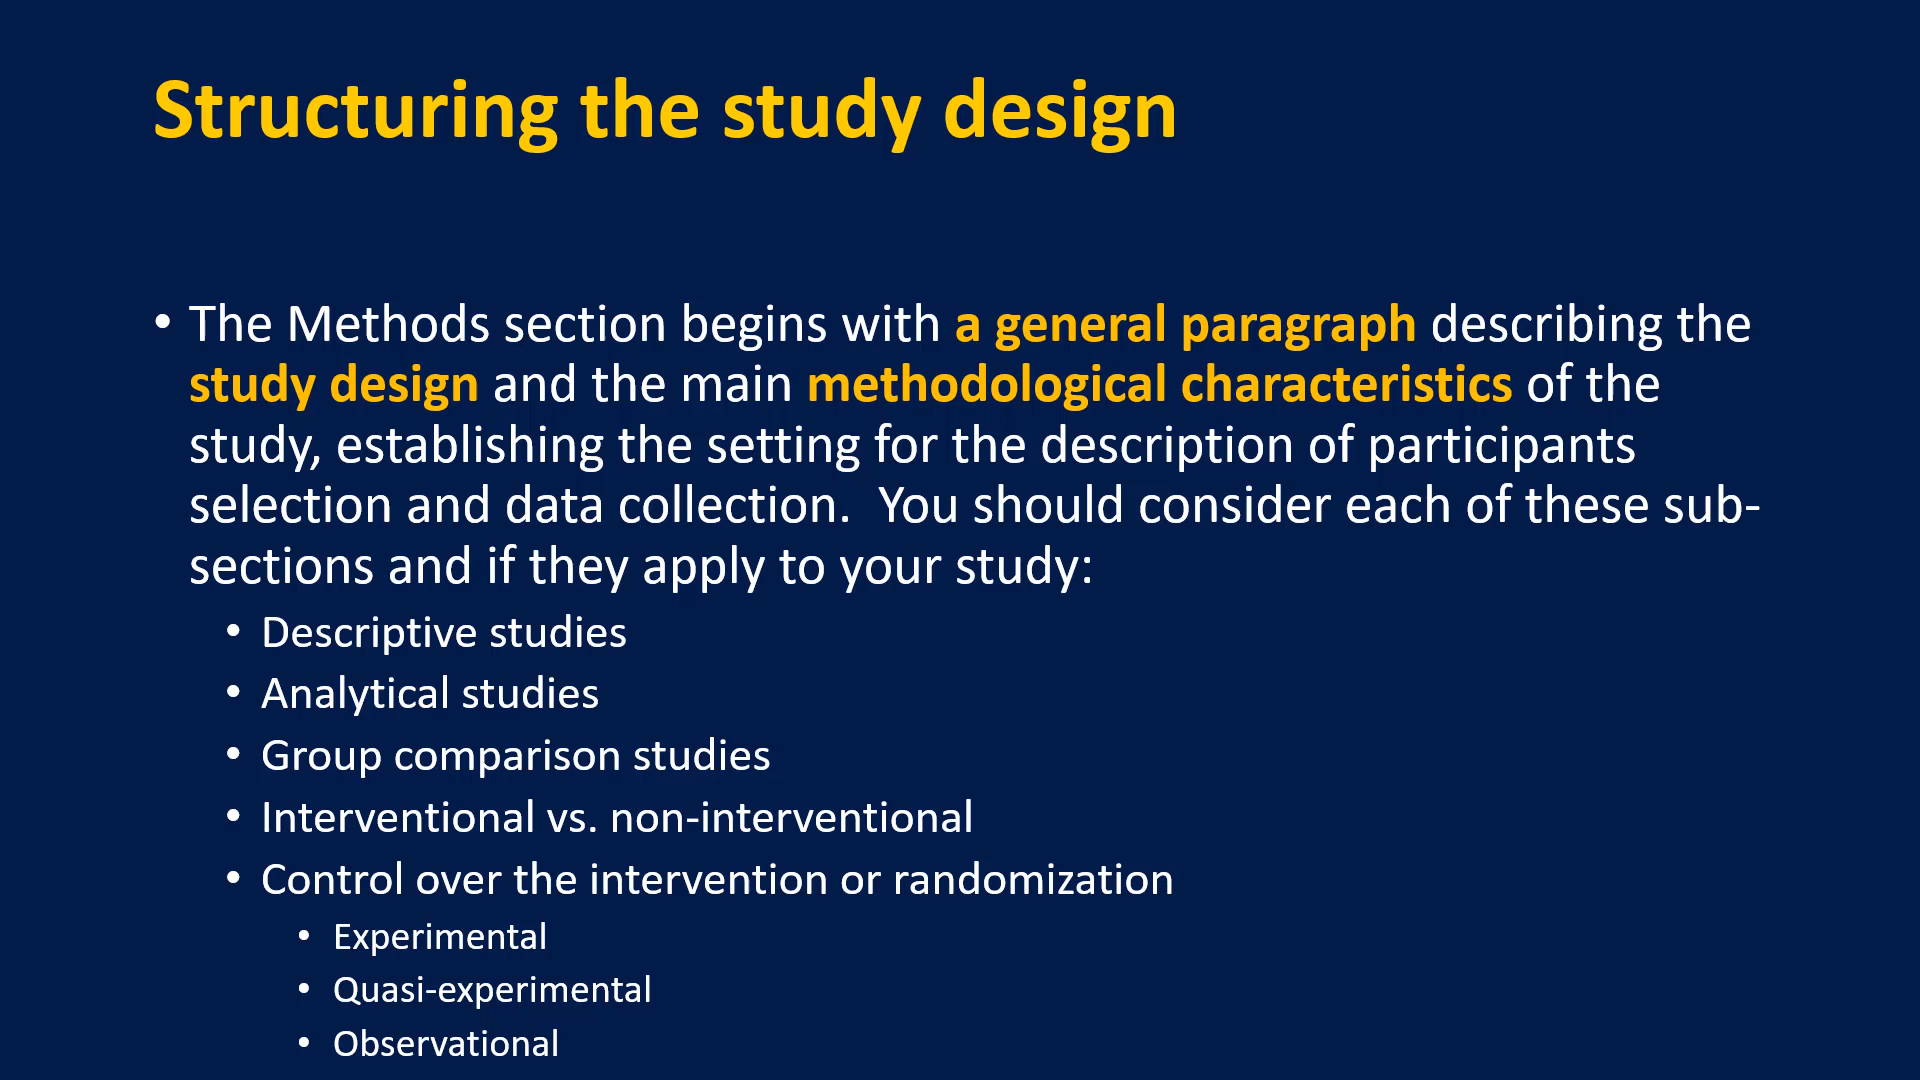 Structuring the study design
• The Methods section begins with a general paragraph describing the
study design and the main methodological characteristics of the
study, establishing the setting for the description of participants
selection and data collection.  You should consider each of these sub-
sections and if they apply to your study:
• Descriptive studies
• Analytical studies
• Group comparison studies
• Interventional vs. non-interventional
• Control over the intervention or randomization
• Experimental
• Quasi-experimental
• Observational